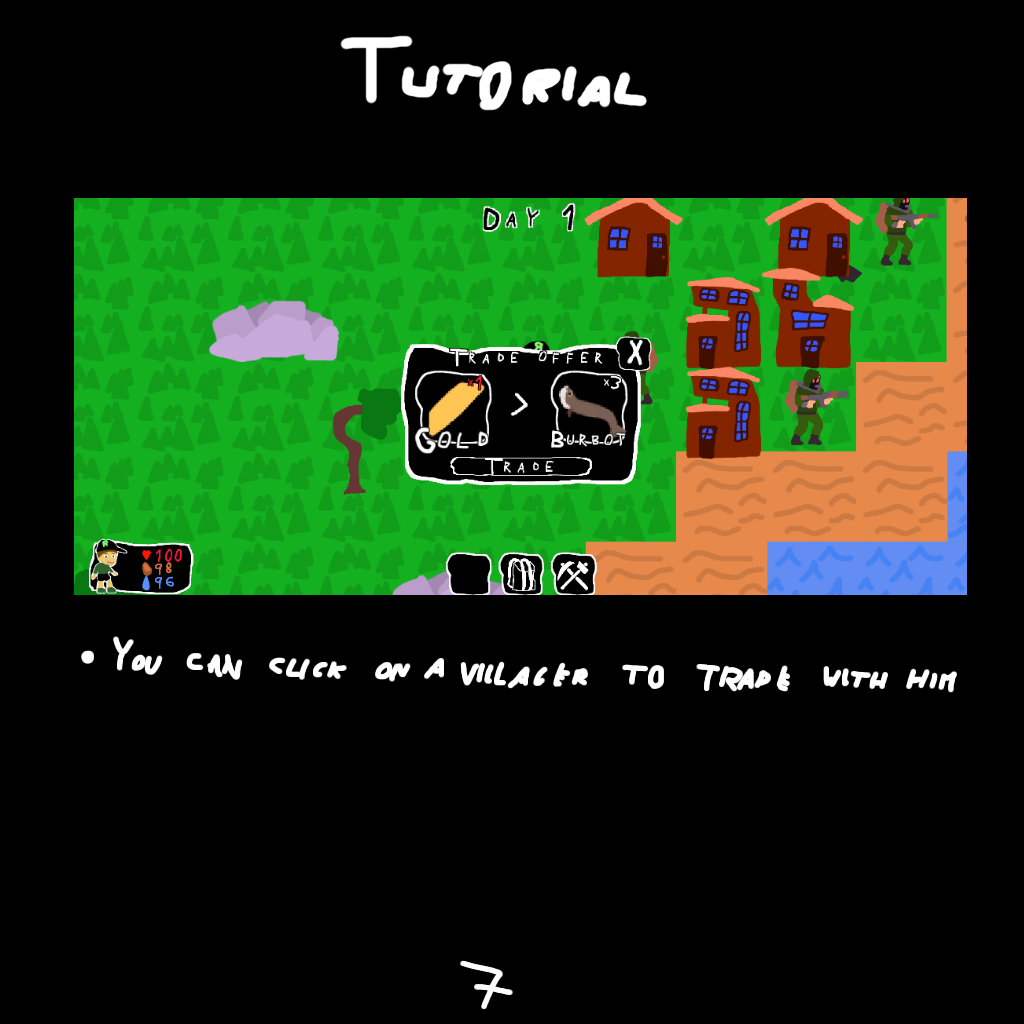 TUTORIAL
DAY 1
TRADE OFFER X
x1 x3
>
GOLD BURBOT
TRADE
100
98
96
• YOU CAN CLICK ON A VILLAGER TO TRADE WITH HIM
7